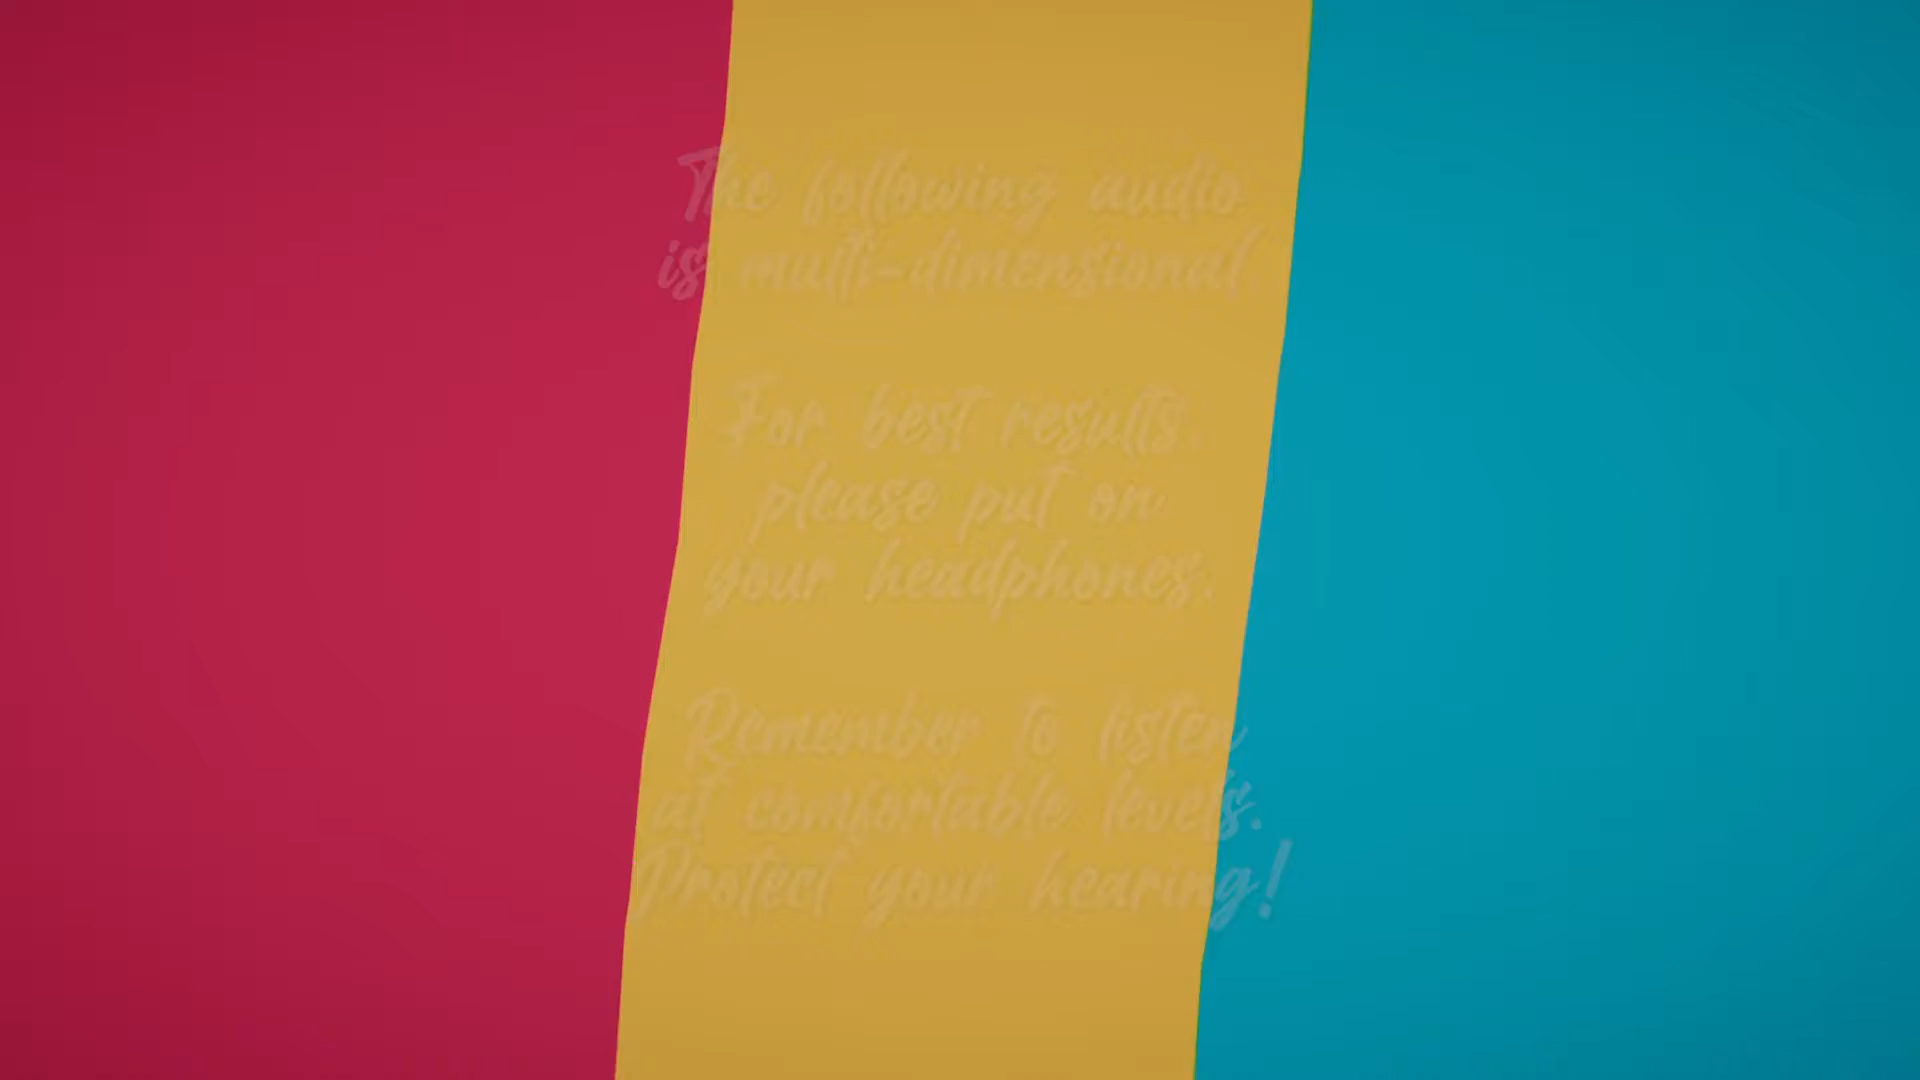 The following audio
is multi-dimensional.
For best results,
please put on
your headphones.
Remember to listen
at comfortable levels.
Protect your hearing!